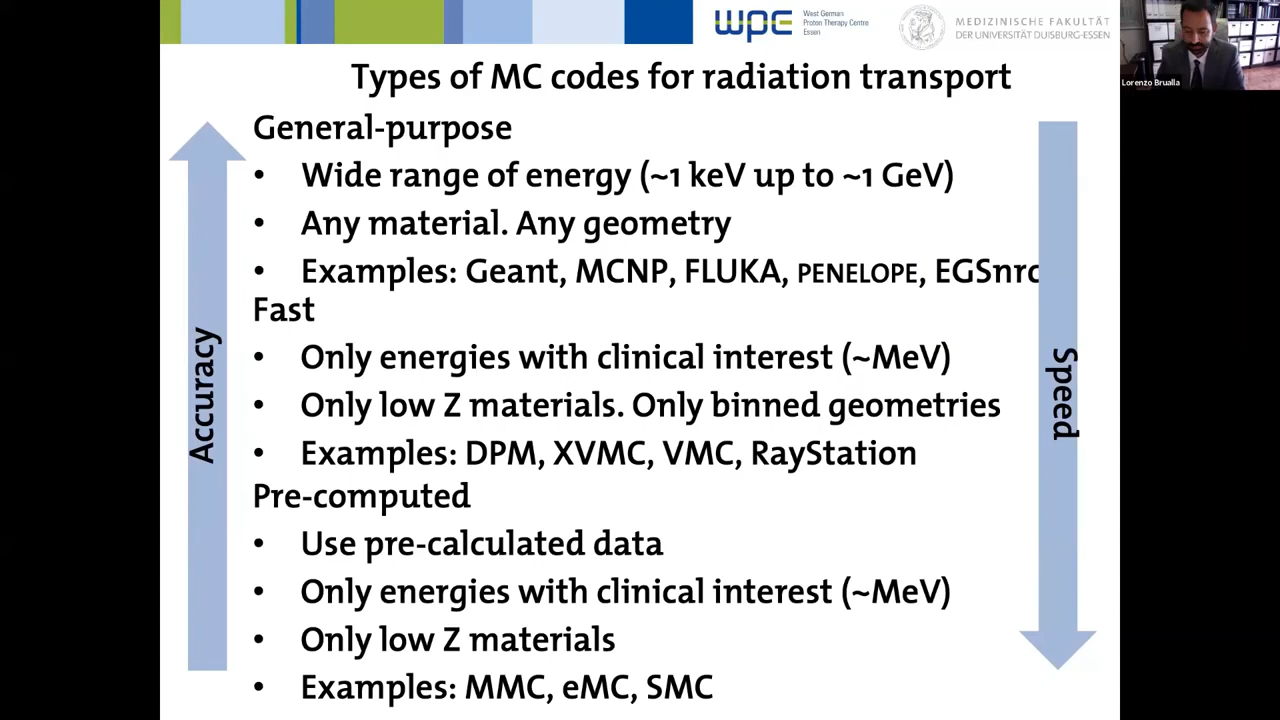 wpe
West German
Proton Therapy Centre
Essen
MEDIZINISCHE FAKULTÄT
DER UNIVERSITÄT DUISBURG-ESSEN
Lorenzo Brualla
Types of MC codes for radiation transport
General-purpose
• Wide range of energy (~1 keV up to ~1 GeV)
• Any material. Any geometry
• Examples: Geant, MCNP, FLUKA, PENELOPE, EGSnrc
Fast
• Only energies with clinical interest (~MeV)
• Only low Z materials. Only binned geometries
• Examples: DPM, XVMC, VMC, RayStation
Pre-computed
• Use pre-calculated data
• Only energies with clinical interest (~MeV)
• Only low Z materials
• Examples: MMC, eMC, SMC
Accuracy
Speed